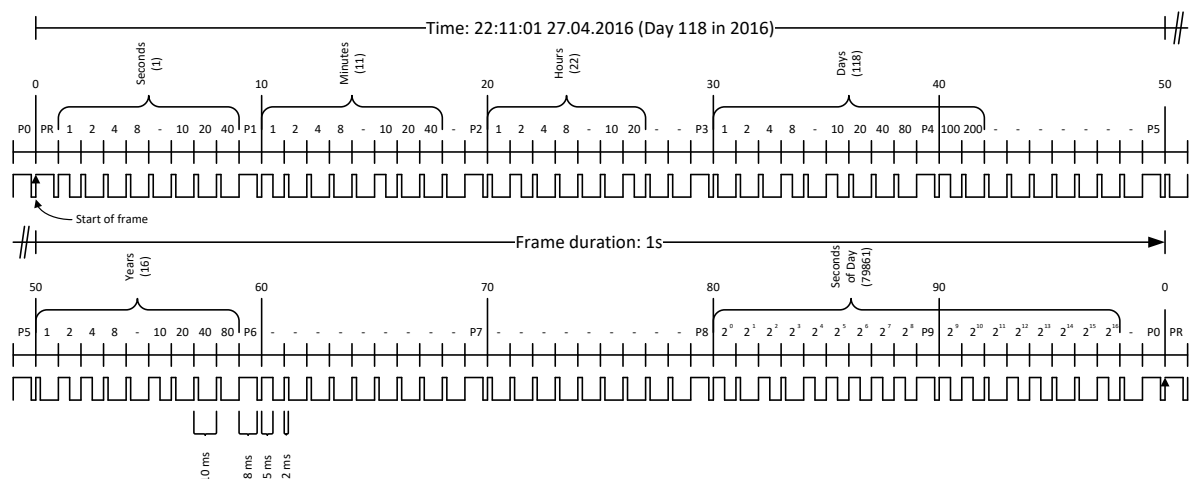 Time: 22:11:01 27.04.2016 (Day 118 in 2016)
Seconds
(1)
Minutes
(11)
Hours
(22)
Days
(118)
0 10 20 30 40 50
P0 PR 1 2 4 8 - 10 20 40 P1 1 2 4 8 - 10 20 40 - P2 1 2 4 8 - 10 20 - - P3 1 2 4 8 - 10 20 40 80 P4 100 200 - - - - - - - P5
Start of frame
Frame duration: 1s
Years
(16)
Seconds
of Day
(79861)
50 60 70 80 90 0
P5 1 2 4 8 - 10 20 40 80 P6 - - - - - - - - - P7 - - - - - - - - - P8 2⁰ 2¹ 2² 2³ 2⁴ 2⁵ 2⁶ 2⁷ 2⁸ P9 2⁹ 2¹⁰ 2¹¹ 2¹² 2¹³ 2¹⁴ 2¹⁵ 2¹⁶ - P0 PR
10 ms
8 ms
5 ms
2 ms